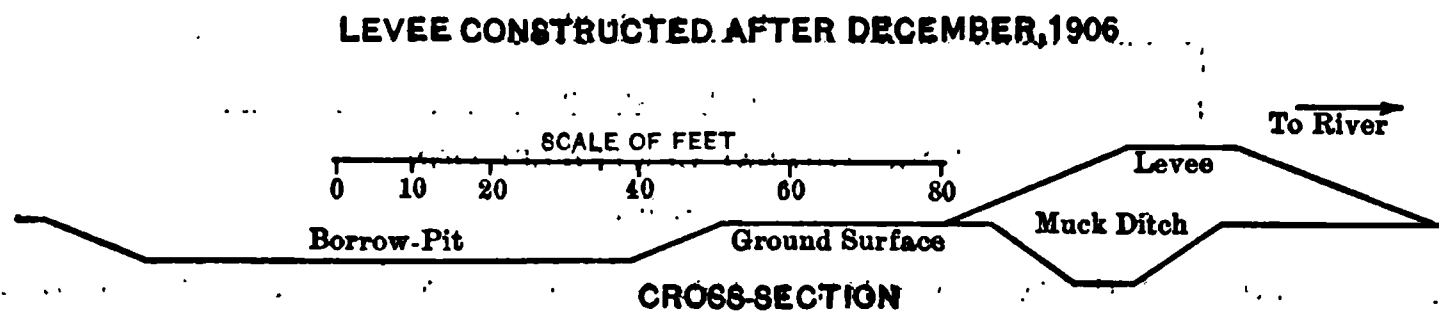 LEVEE CONSTRUCTED AFTER DECEMBER, 1906
To River
SCALE OF FEET
Levee
0 10 20 40 60 80
Borrow-Pit
Ground Surface
Muck Ditch
CROSS-SECTION